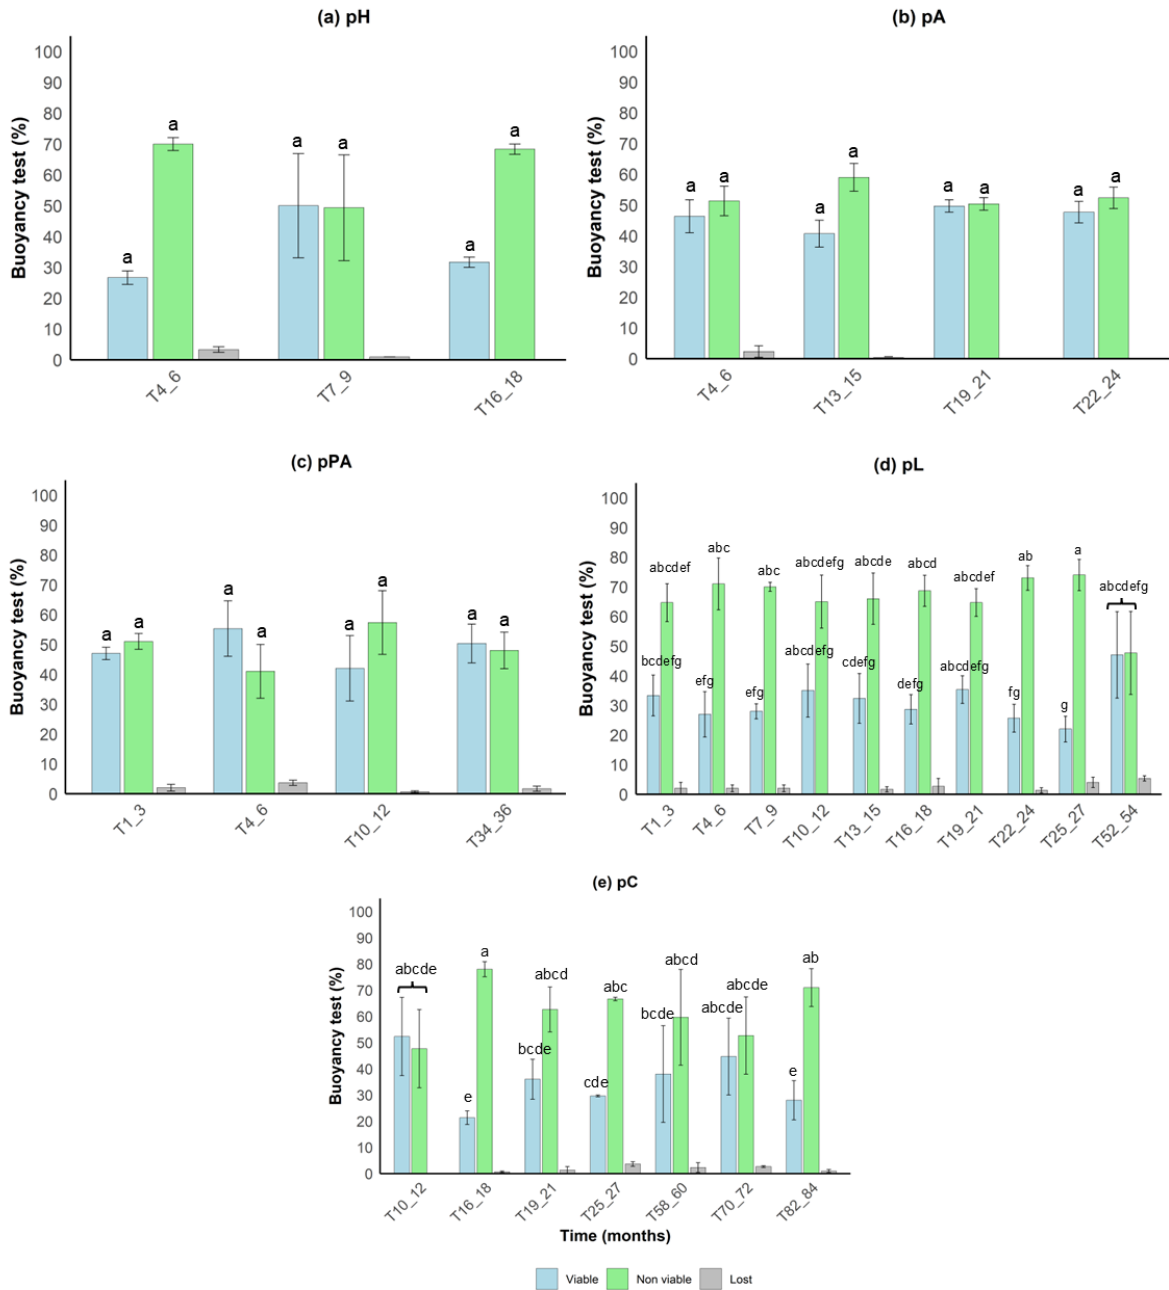 (a) pH
Buoyancy test (%)
100
90
80
70
60
50
40
30
20
10
0
a a
a a
a a
T4_6 T7_9 T16_18
(b) pA
Buoyancy test (%)
100
90
80
70
60
50
40
30
20
10
0
a a
a a
a a
a a
T4_6 T13_15 T19_21 T22_24
(c) pPA
Buoyancy test (%)
100
90
80
70
60
50
40
30
20
10
0
a a
a a
a a
a a
T1_3 T4_6 T10_12 T34_36
(d) pL
Buoyancy test (%)
100
90
80
70
60
50
40
30
20
10
0
bcdefg abcdef
efg abc
efg abc
abcdefg abcdefg
cdefg abcde
defg abcd
abcdefg abcdef
fg ab
g a
abcdefg
T1_3 T4_6 T7_9 T10_12 T13_15 T16_18 T19_21 T22_24 T25_27 T52_54
(e) pC
Buoyancy test (%)
100
90
80
70
60
50
40
30
20
10
0
abcde
e a
bcde abcd
cde abc
bcde abcd
abcde abcde
e ab
T10_12 T16_18 T19_21 T25_27 T58_60 T70_72 T82_84
Time (months)
Viable Non viable Lost